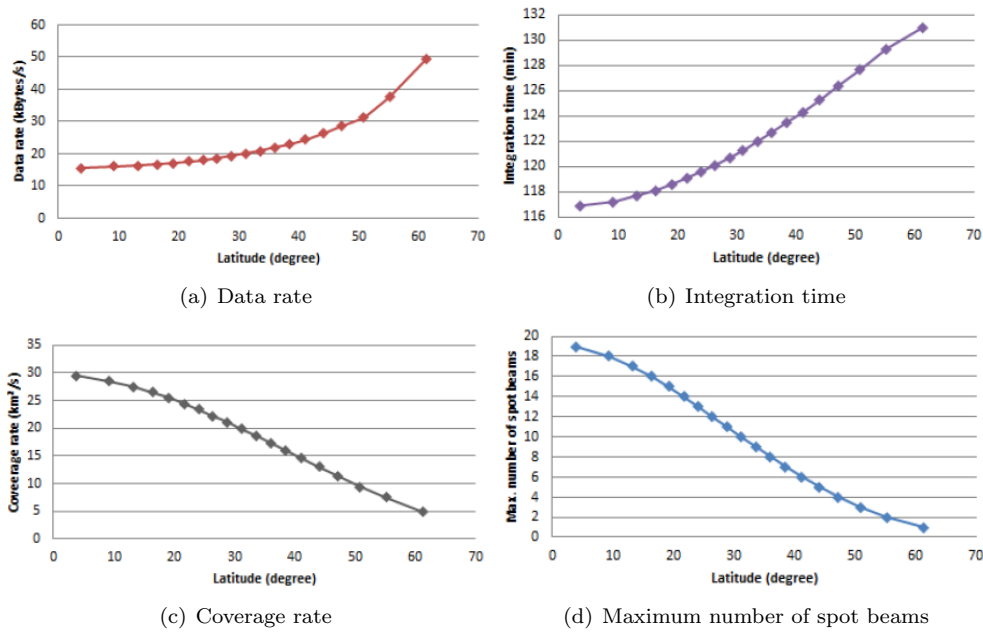 60
50
40
30
20
10
0
Data rate (kBytes/s)
0 10 20 30 40 50 60 70
Latitude (degree)
(a) Data rate
132
130
128
126
124
122
120
118
116
Integration time (min)
0 10 20 30 40 50 60 70
Latitude (degree)
(b) Integration time
35
30
25
20
15
10
5
0
Coveerage rate (km²/s)
0 10 20 30 40 50 60 70
Latitude (degree)
(c) Coverage rate
20
18
16
14
12
10
8
6
4
2
0
Max. number of spot beams
0 10 20 30 40 50 60 70
Latitude (degree)
(d) Maximum number of spot beams